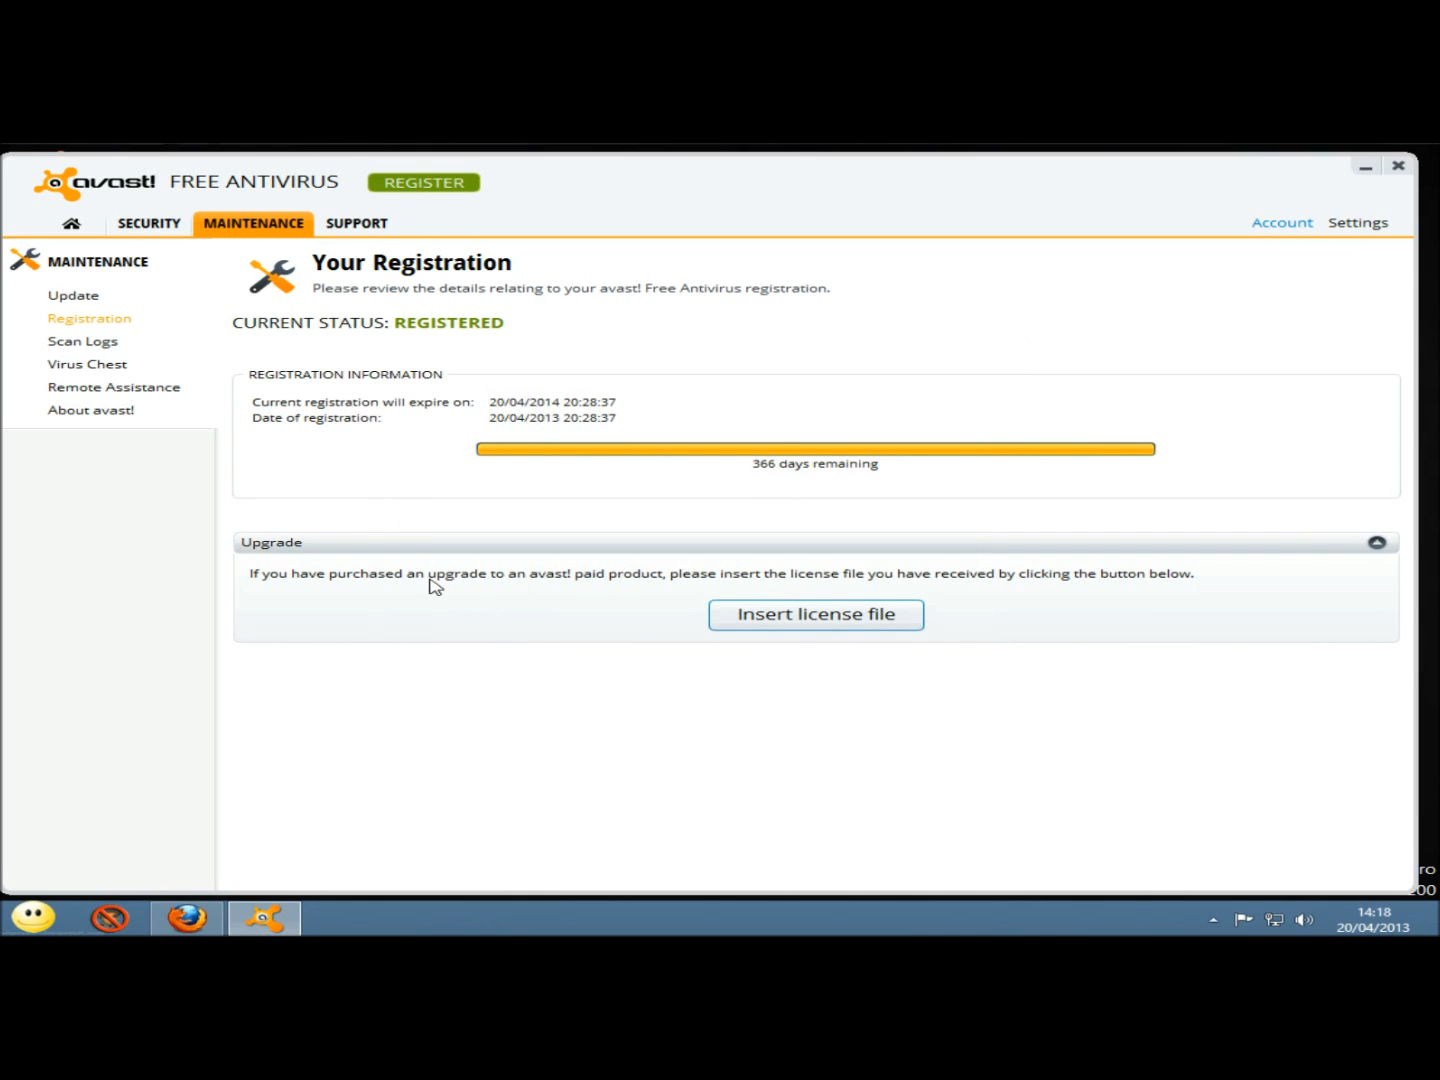 avast! FREE ANTIVIRUS REGISTER
SECURITY MAINTENANCE SUPPORT Account Settings
MAINTENANCE
Update
Registration
Scan Logs
Virus Chest
Remote Assistance
About avast!
Your Registration
Please review the details relating to your avast! Free Antivirus registration.
CURRENT STATUS: REGISTERED
REGISTRATION INFORMATION
Current registration will expire on: 20/04/2014 20:28:37
Date of registration: 20/04/2013 20:28:37
366 days remaining
Upgrade
If you have purchased an upgrade to an avast! paid product, please insert the license file you have received by clicking the button below.
Insert license file
14:18
20/04/2013